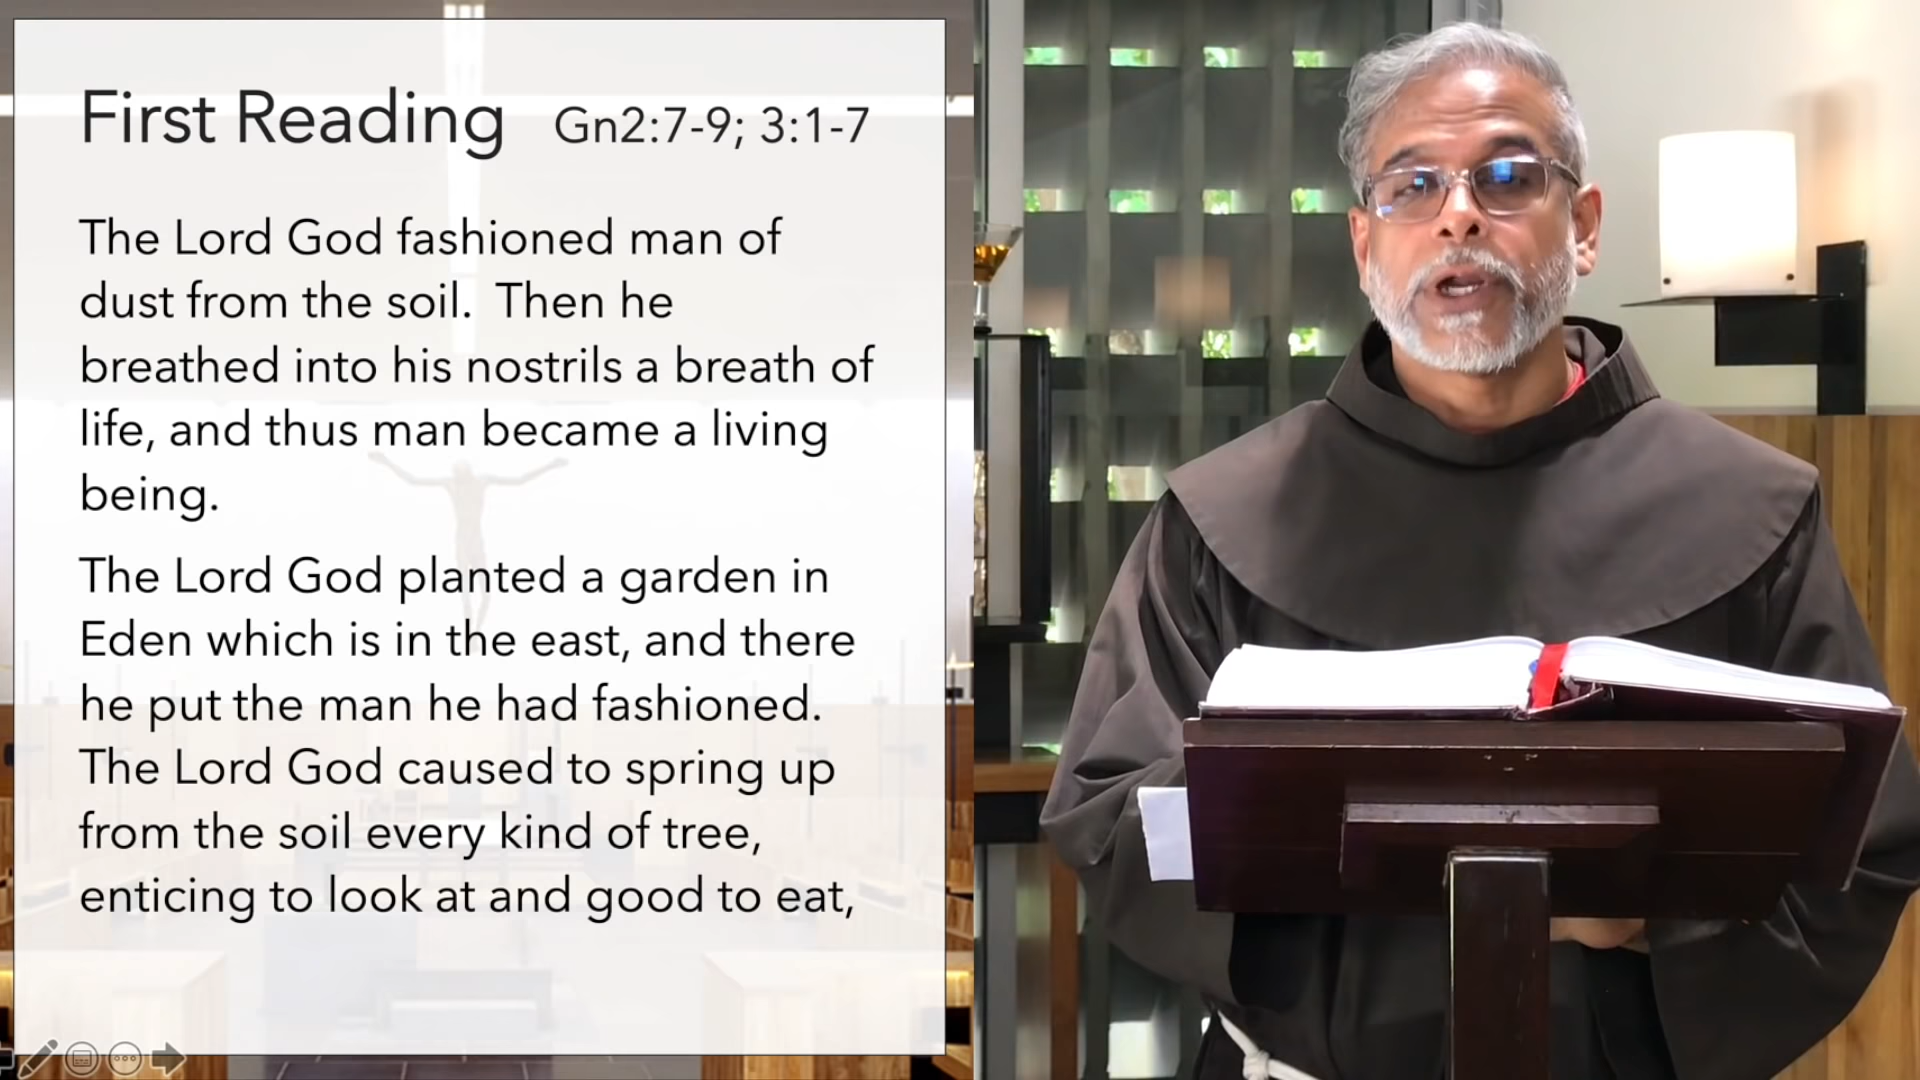 First Reading Gn2:7-9; 3:1-7
The Lord God fashioned man of
dust from the soil.  Then he
breathed into his nostrils a breath of
life, and thus man became a living
being.
The Lord God planted a garden in
Eden which is in the east, and there
he put the man he had fashioned.
The Lord God caused to spring up
from the soil every kind of tree,
enticing to look at and good to eat,